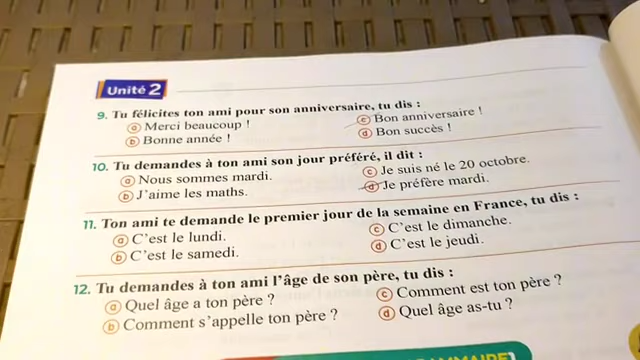 Unité 2
9. Tu félicites ton ami pour son anniversaire, tu dis :
ⓐ Merci beaucoup !
ⓒ Bon anniversaire !
ⓑ Bonne année !
ⓓ Bon succès !
10. Tu demandes à ton ami son jour préféré, il dit :
ⓐ Nous sommes mardi.
ⓒ Je suis né le 20 octobre.
ⓑ J'aime les maths.
ⓓ Je préfère mardi.
11. Ton ami te demande le premier jour de la semaine en France, tu dis :
ⓐ C'est le lundi.
ⓒ C'est le dimanche.
ⓑ C'est le samedi.
ⓓ C'est le jeudi.
12. Tu demandes à ton ami l'âge de son père, tu dis :
ⓐ Quel âge a ton père ?
ⓒ Comment est ton père ?
ⓑ Comment s'appelle ton père ?
ⓓ Quel âge as-tu ?